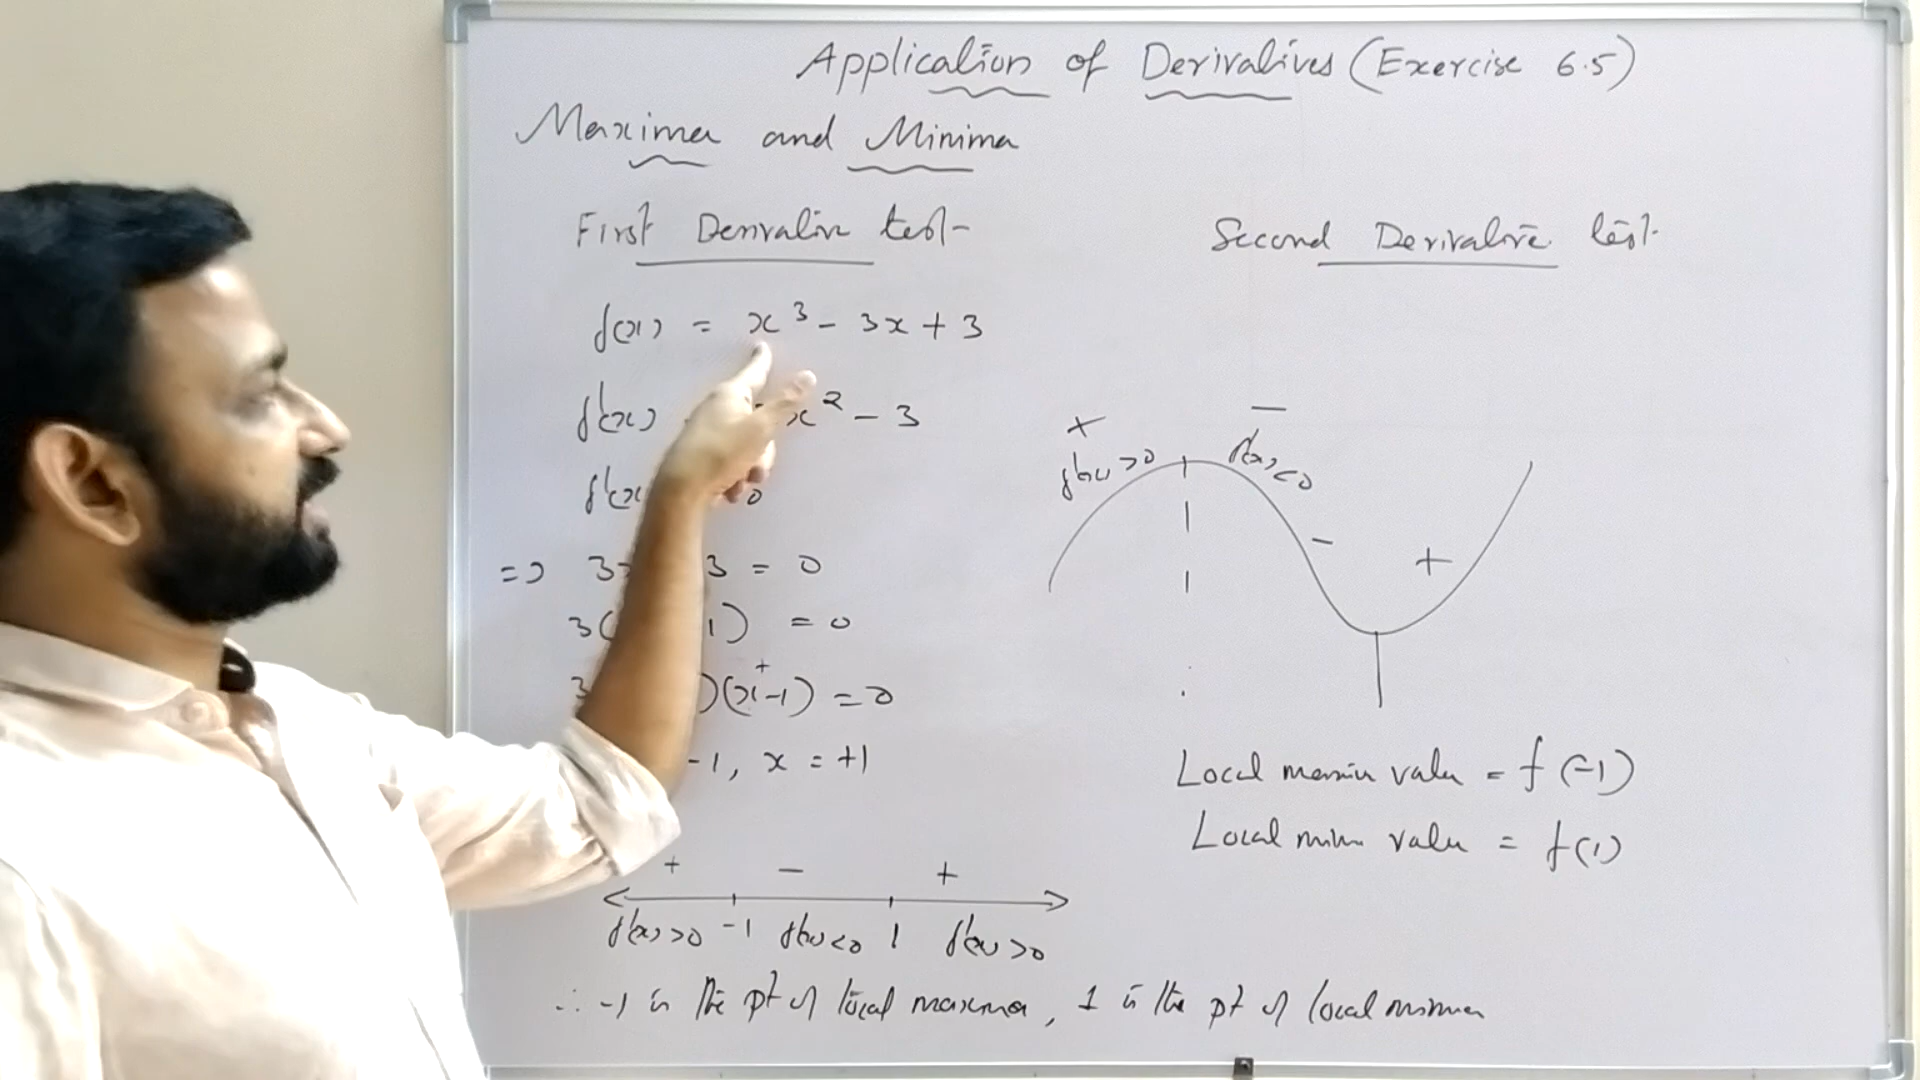 Application of Derivatives (Exercise 6.5)
Maxima and Minima
First Derivative test
Second Derivative test.
f(x) = x³ - 3x + 3
f'(x) x² - 3
f'(x) 0
=> 3 3 = 0
3( 1) = 0
3 )(x-1) = 0
-1, x = +1
+ - +
f'(x) > 0 -1 f'(x) < 0 1 f'(x) > 0
∴ -1 is the pt of local maxima, 1 is the pt of local minima
+ -
f'(x) > 0 f'(x) < 0
- +
Local value = f(-1)
Local min value = f(1)